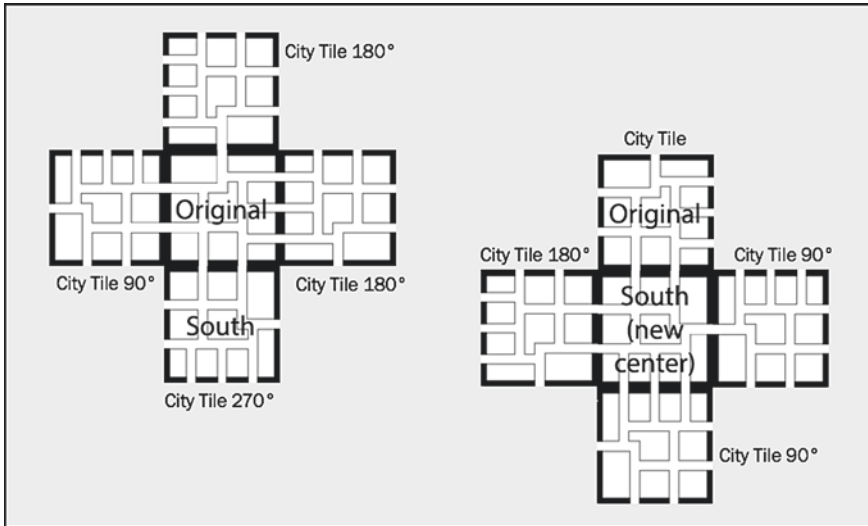 City Tile 180°
Original
City Tile 90°
City Tile 180°
South
City Tile 270°
City Tile
Original
City Tile 180°
City Tile 90°
South
(new
center)
City Tile 90°